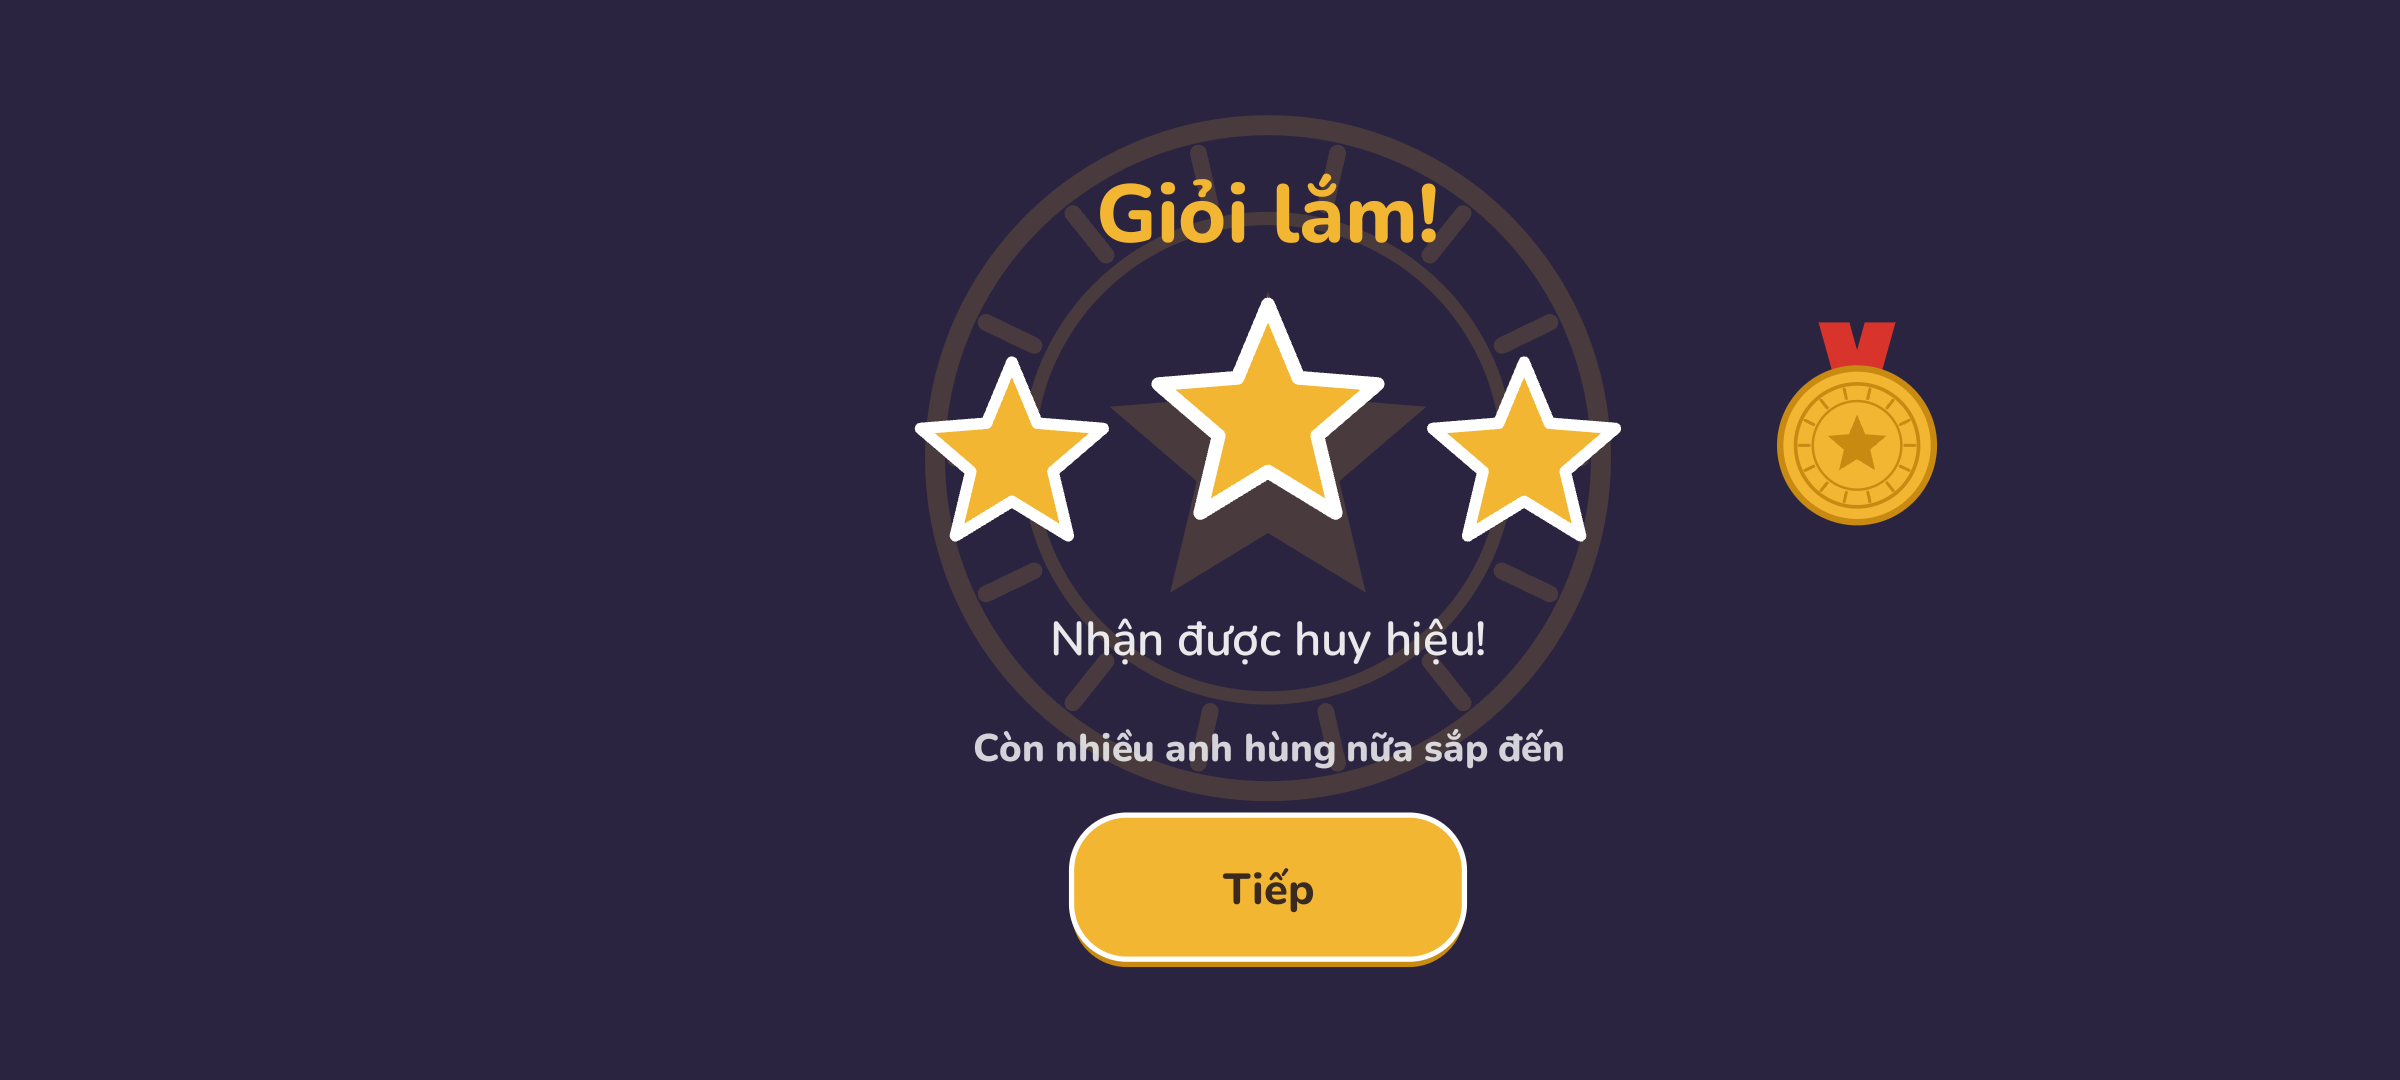 Giỏi lắm!
Nhận được huy hiệu!
Còn nhiều anh hùng nữa sắp đến
Tiếp